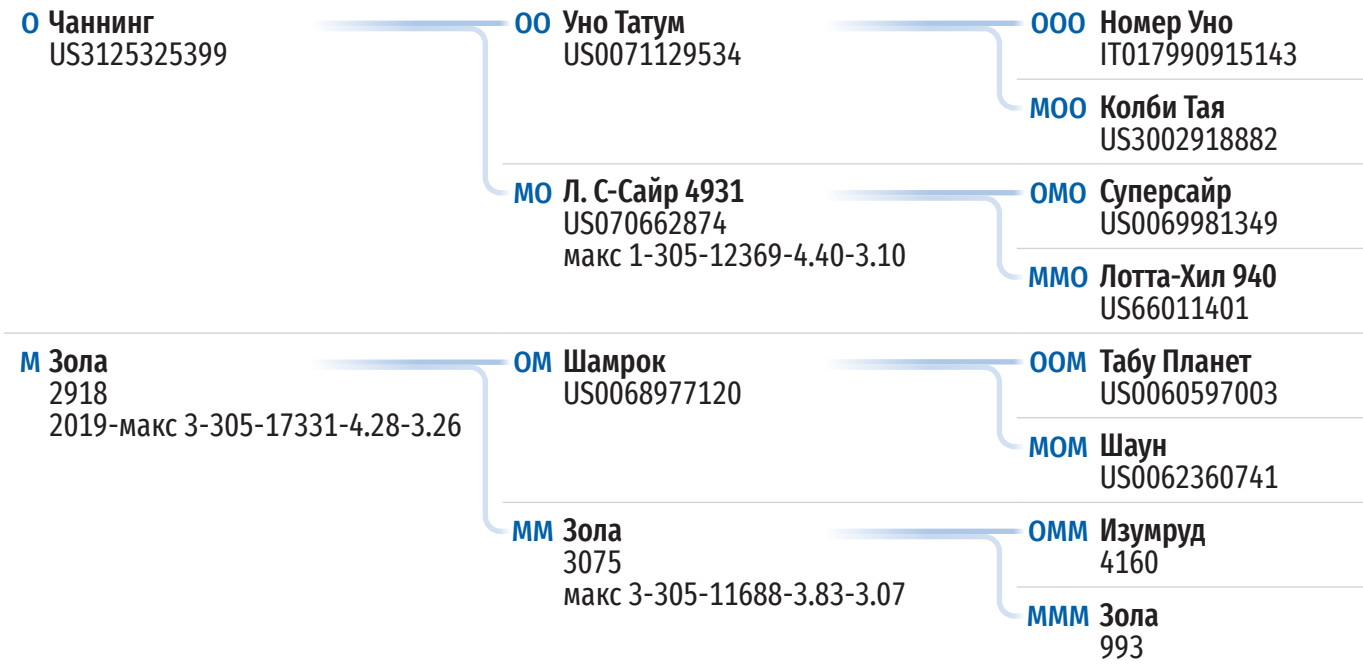 О Чаннинг
US3125325399
ОО Уно Татум
US0071129534
ООО Номер Уно
IT017990915143
МОО Колби Тая
US3002918882
МО Л. С-Сайр 4931
US070662874
макс 1-305-12369-4.40-3.10
ОМО Суперсайр
US0069981349
ММО Лотта-Хил 940
US66011401
М Зола
2918
2019-макс 3-305-17331-4.28-3.26
ОМ Шамрок
US0068977120
ООМ Табу Планет
US0060597003
МОМ Шаун
US0062360741
ММ Зола
3075
макс 3-305-11688-3.83-3.07
ОММ Изумруд
4160
МММ Зола
993